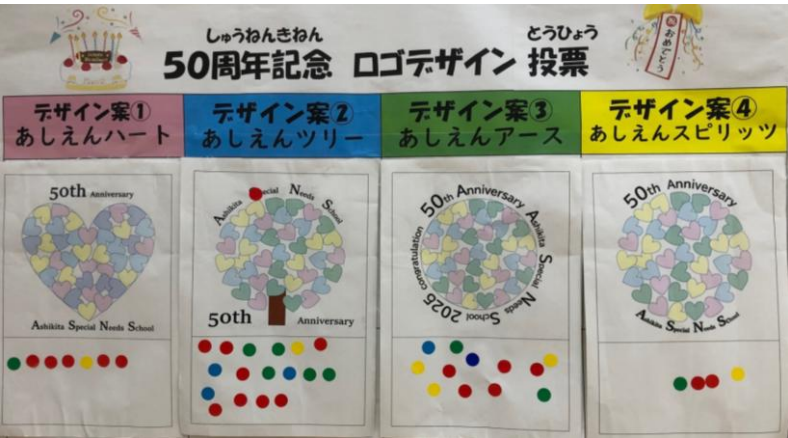 しゅうねんきねん とうひょう
50周年記念 ロゴデザイン 投票
祝 おめでとう
デザイン案①
あしえんハート
デザイン案②
あしえんツリー
デザイン案③
あしえんアース
デザイン案④
あしえんスピリッツ
50th Anniversary
Ashikita Special Needs School
Ashikita Special Needs School
50th Anniversary
50th Anniversary Ashikita Special Needs School 2025 congratulation
50th Anniversary
Ashikita Special Needs School